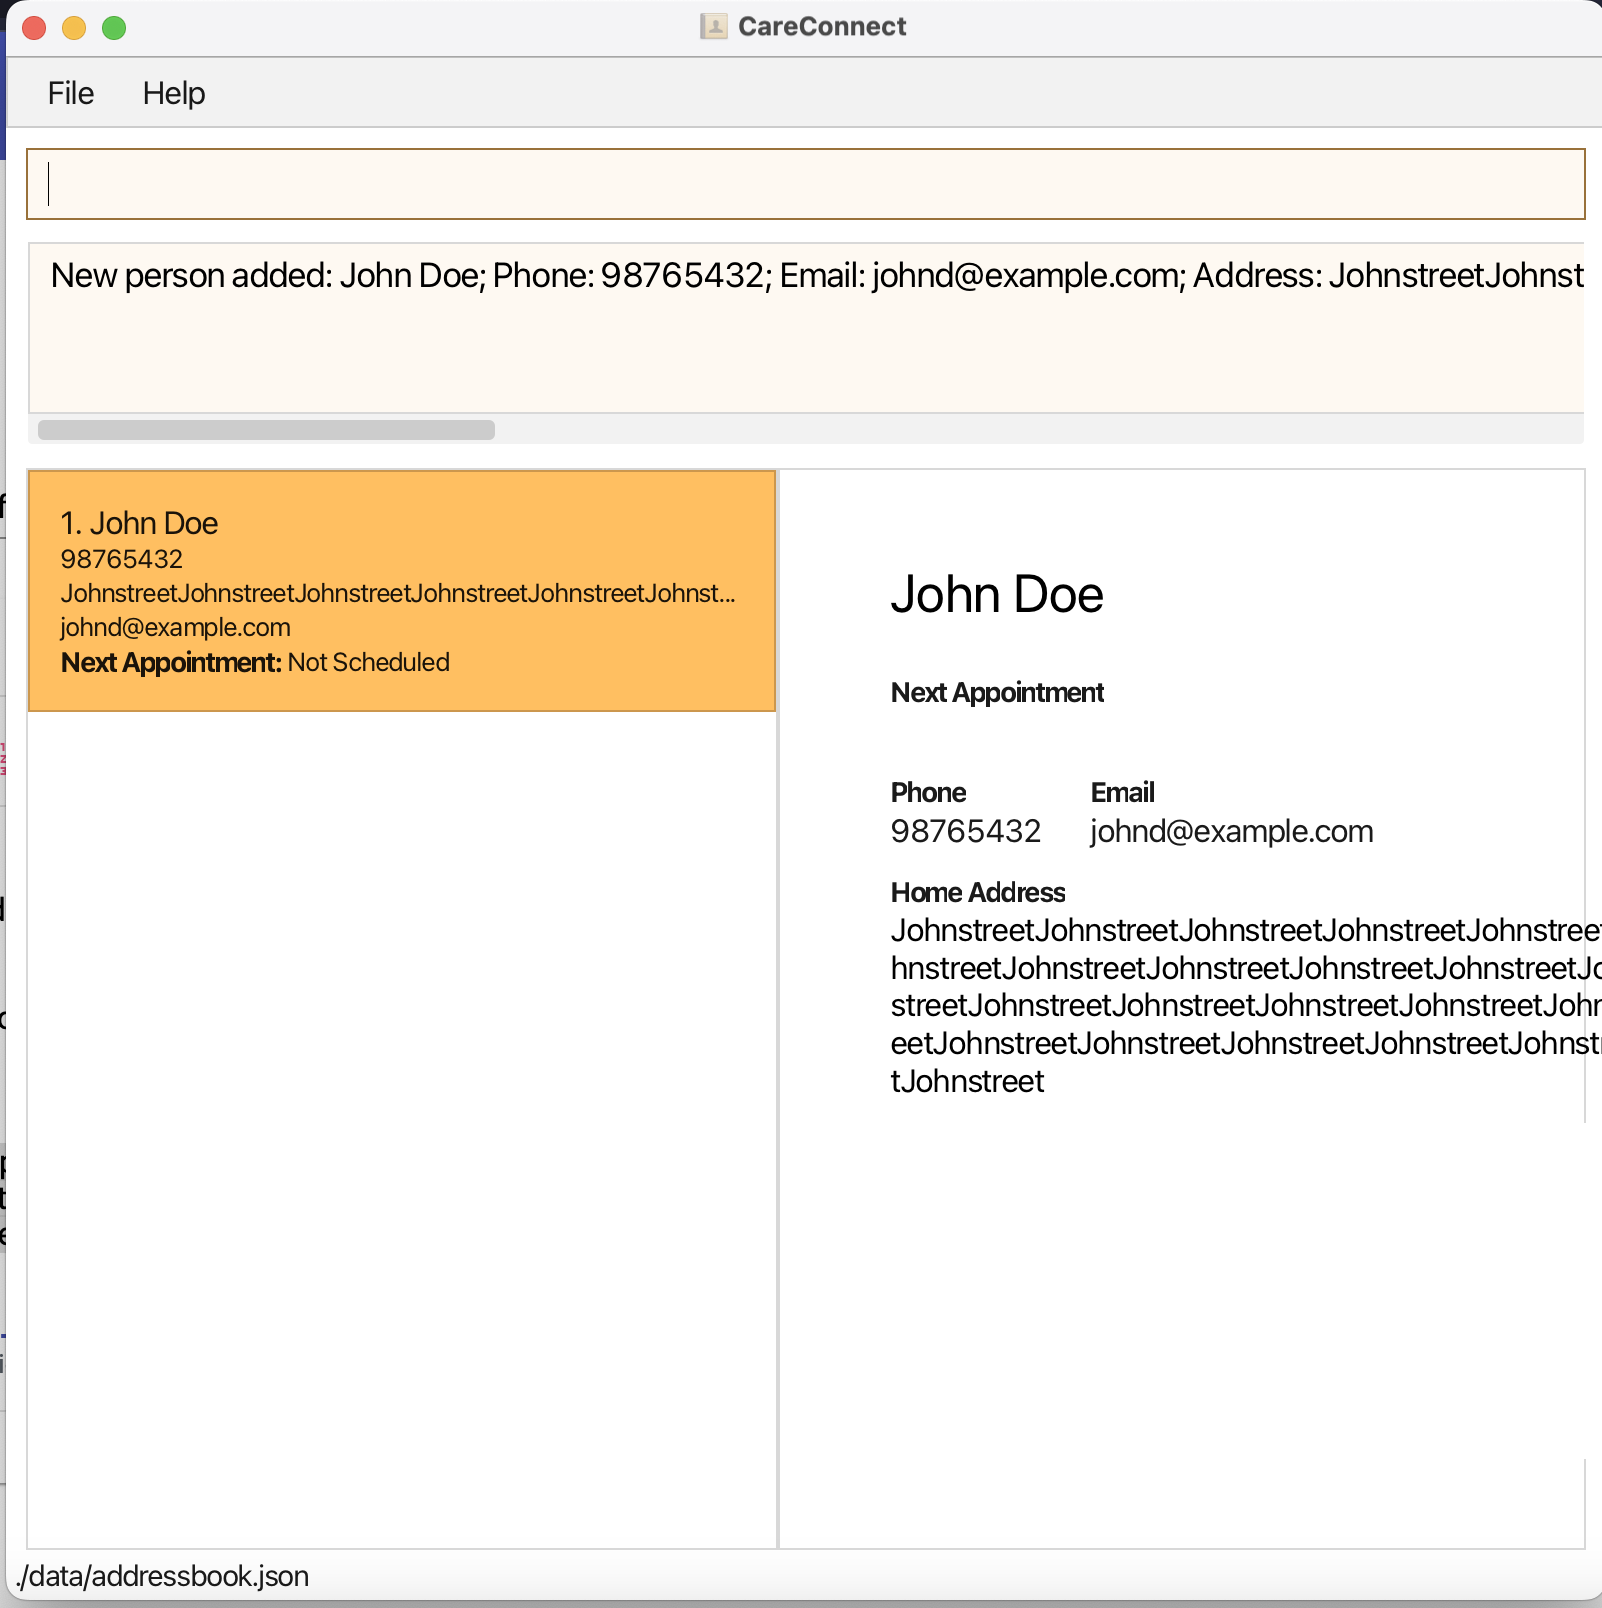 CareConnect
File Help
New person added: John Doe; Phone: 98765432; Email: johnd@example.com; Address: JohnstreetJohnst
1. John Doe
98765432
JohnstreetJohnstreetJohnstreetJohnstreetJohnstreetJohnst...
johnd@example.com
Next Appointment: Not Scheduled
John Doe
Next Appointment
Phone Email
98765432 johnd@example.com
Home Address
JohnstreetJohnstreetJohnstreetJohnstreetJohnstree
hnstreetJohnstreetJohnstreetJohnstreetJohnstreetJo
streetJohnstreetJohnstreetJohnstreetJohnstreetJohn
eetJohnstreetJohnstreetJohnstreetJohnstreetJohnst
tJohnstreet
./data/addressbook.json